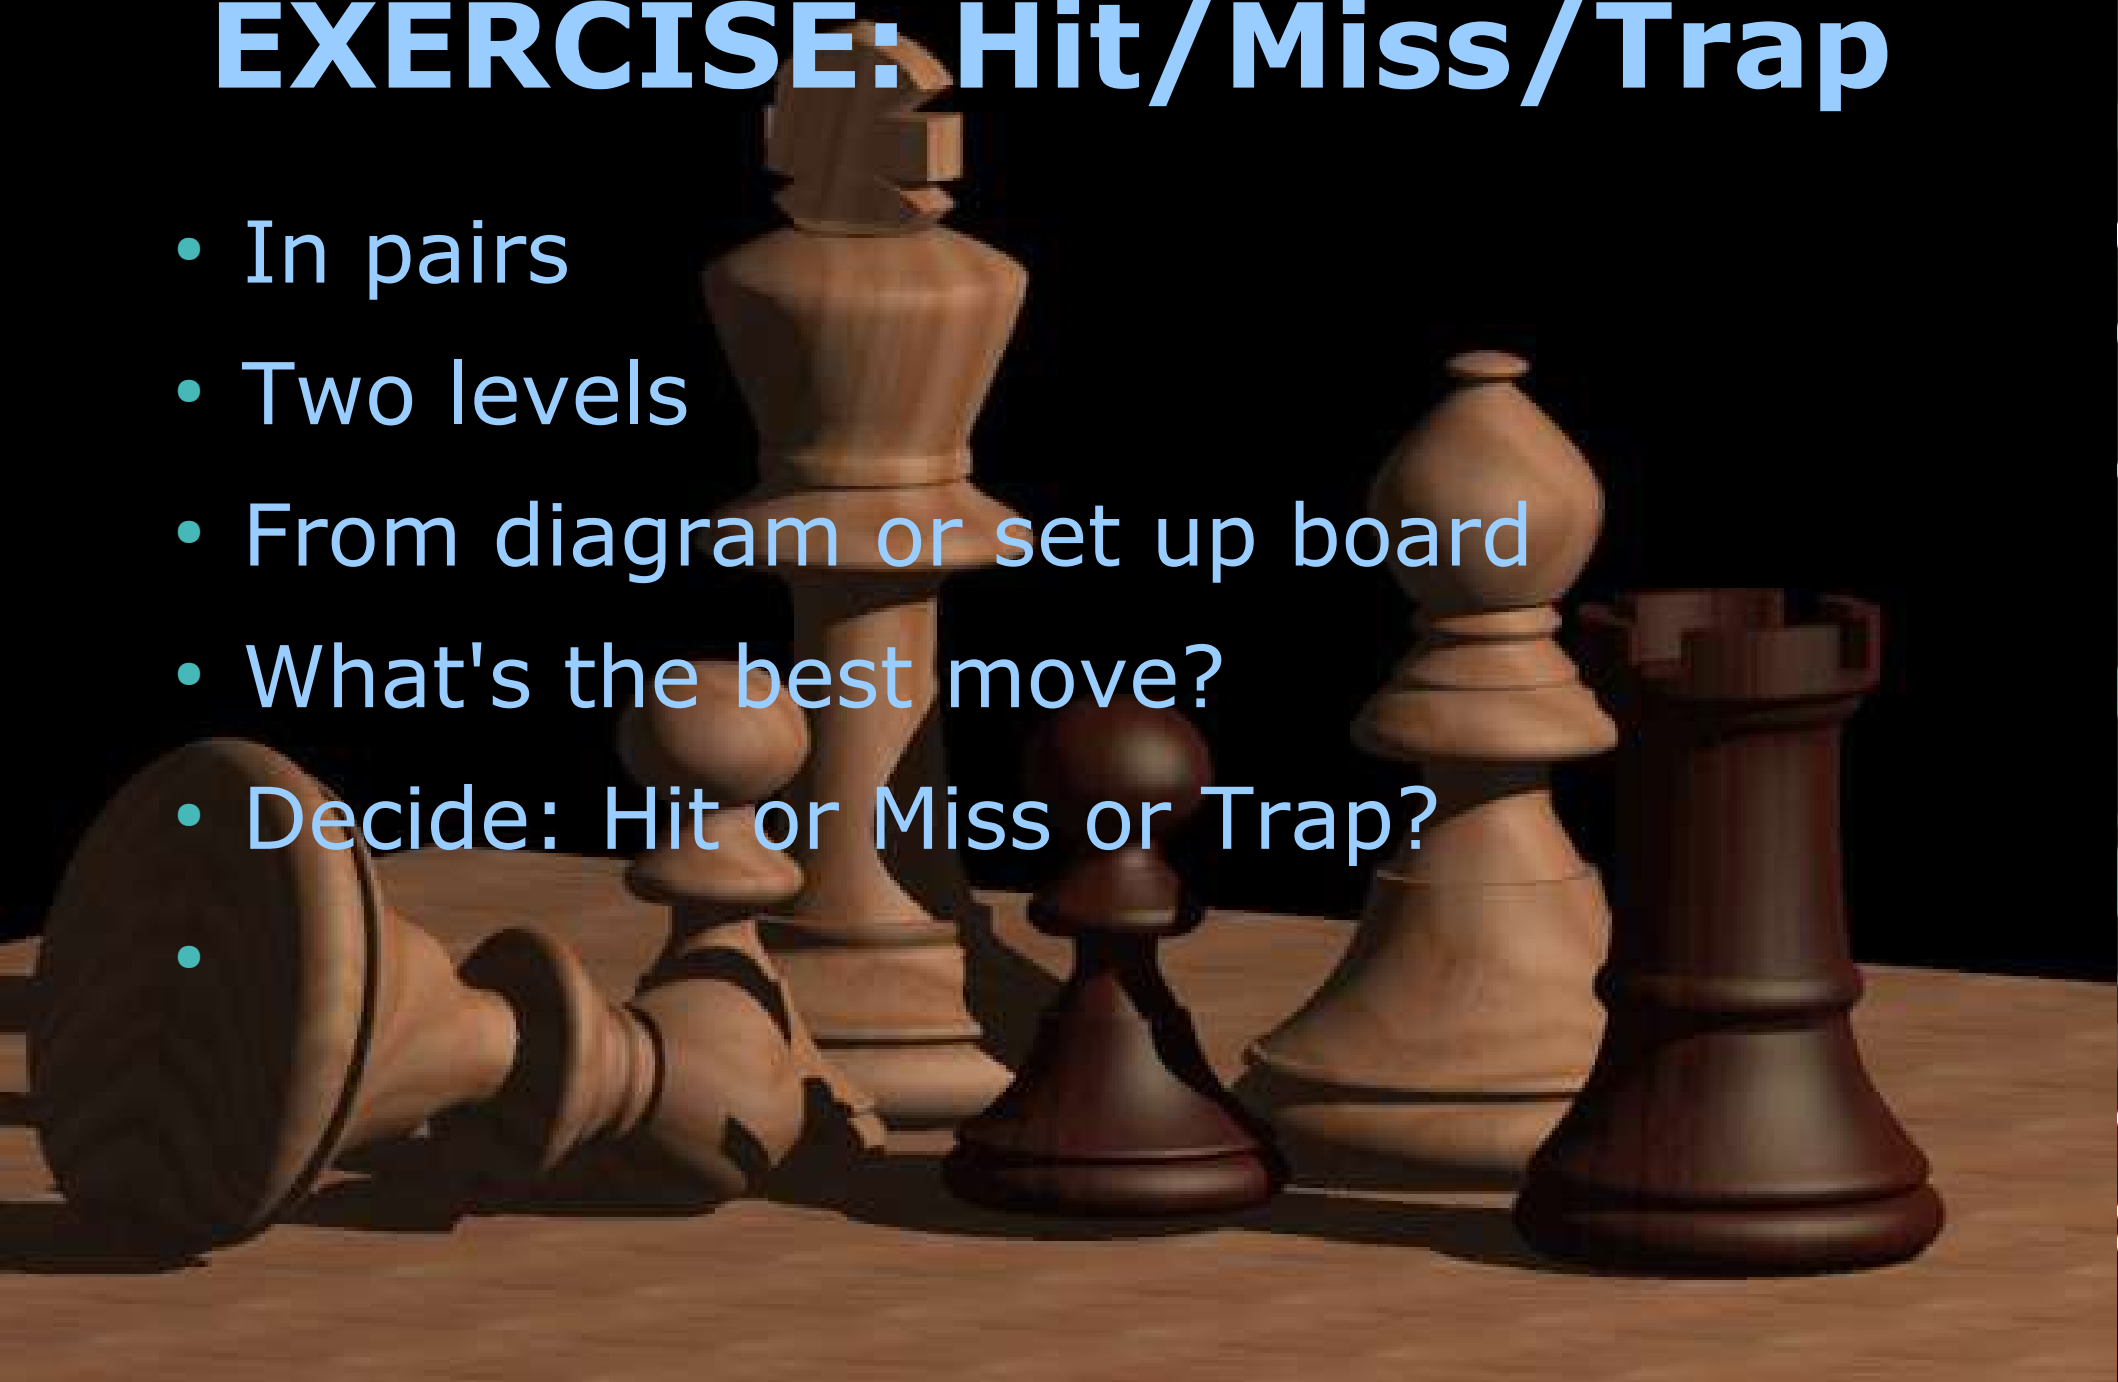 EXERCISE: Hit/Miss/Trap
• In pairs
• Two levels
• From diagram or set up board
• What's the best move?
• Decide: Hit or Miss or Trap?
•